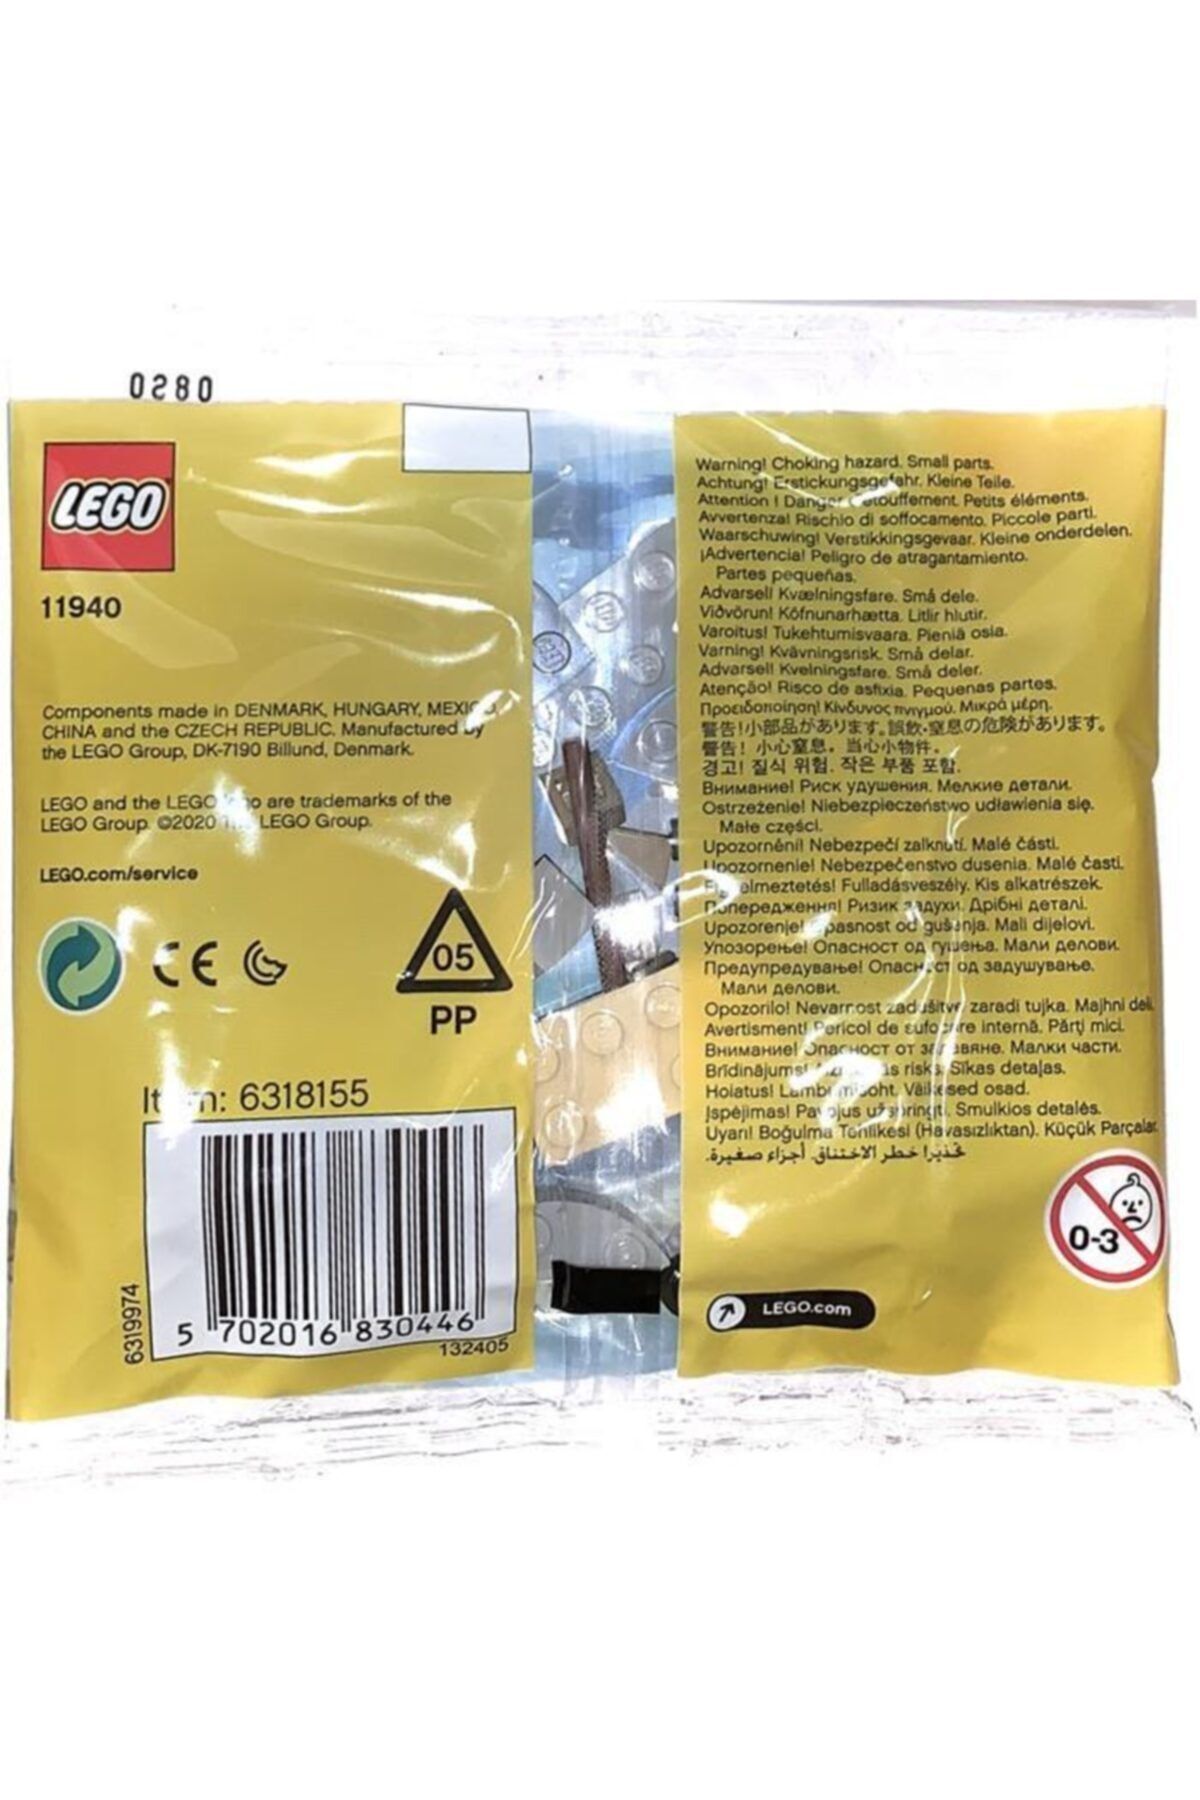 0280
LEGO
11940
Components made in DENMARK, HUNGARY, MEXICO,
CHINA and the CZECH REPUBLIC. Manufactured by
the LEGO Group, DK-7190 Billund, Denmark.
LEGO and the LEGO logo are trademarks of the
LEGO Group. ©2020 The LEGO Group.
LEGO.com/service
CE
05
PP
Item: 6318155
5 702016 830446
132405
6319974
Warning! Choking hazard. Small parts.
Achtung! Erstickungsgefahr. Kleine Teile.
Attention ! Danger d'étouffement. Petits éléments.
Avvertenza! Rischio di soffocamento. Piccole parti.
Waarschuwing! Verstikkingsgevaar. Kleine onderdelen.
¡Advertencia! Peligro de atragantamiento.
Partes pequeñas.
Advarsel! Kvælningsfare. Små dele.
Viðvörun! Köfnunarhætta. Litlir hlutir.
Varoitus! Tukehtumisvaara. Pieniä osia.
Varning! Kvävningsrisk. Små delar.
Advarsel! Kvelningsfare. Små deler.
Atenção! Risco de asfixia. Pequenas partes.
Προειδοποίηση! Κίνδυνος πνιγμού. Μικρά μέρη.
警告!小部品があります。誤飲・窒息の危険があります。
警告! 小心窒息。当心小物件。
경고! 질식 위험. 작은 부품 포함.
Внимание! Риск удушения. Мелкие детали.
Ostrzeżenie! Niebezpieczeństwo udławienia się.
Małe części.
Upozornění! Nebezpečí zalknutí. Malé části.
Upozornenie! Nebezpečenstvo dusenia. Malé časti.
Figyelmeztetés! Fulladásveszély. Kis alkatrészek.
Попередження! Ризик задухи. Дрібні деталі.
Upozorenje! Opasnost od gušenja. Mali dijelovi.
Упозорење! Опасност од гушења. Мали делови.
Предупредување! Опасност од задушување.
Мали делови.
Opozorilo! Nevarnost zadušitve zaradi tujka. Majhni deli.
Avertisment! Pericol de sufocare internă. Părți mici.
Внимание! Опасност от задавяне. Малки части.
Brīdinājums! Aizrīšanās risks. Sīkas detaļas.
Hoiatus! Lämbumisoht. Väikesed osad.
Įspėjimas! Pavojus užspringti. Smulkios detalės.
Uyarı! Boğulma Tehlikesi (Havasızlıktan). Küçük Parçalar.
تحذير! خطر الاختناق. أجزاء صغيرة.
0-3
LEGO.com